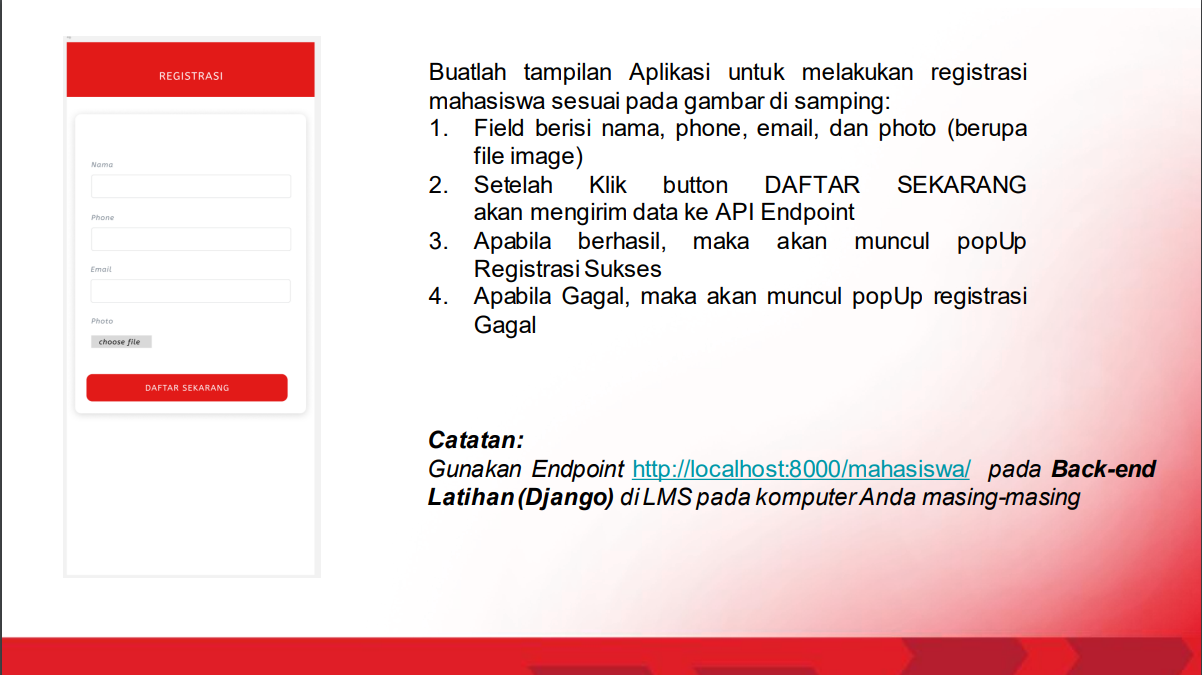 REGISTRASI
Nama
Phone
Email
Photo
choose file
DAFTAR SEKARANG
Buatlah tampilan Aplikasi untuk melakukan registrasi
mahasiswa sesuai pada gambar di samping:
1. Field berisi nama, phone, email, dan photo (berupa
file image)
2. Setelah Klik button DAFTAR SEKARANG
akan mengirim data ke API Endpoint
3. Apabila berhasil, maka akan muncul popUp
Registrasi Sukses
4. Apabila Gagal, maka akan muncul popUp registrasi
Gagal
Catatan:
Gunakan Endpoint http://localhost:8000/mahasiswa/ pada Back-end
Latihan (Django) di LMS pada komputer Anda masing-masing